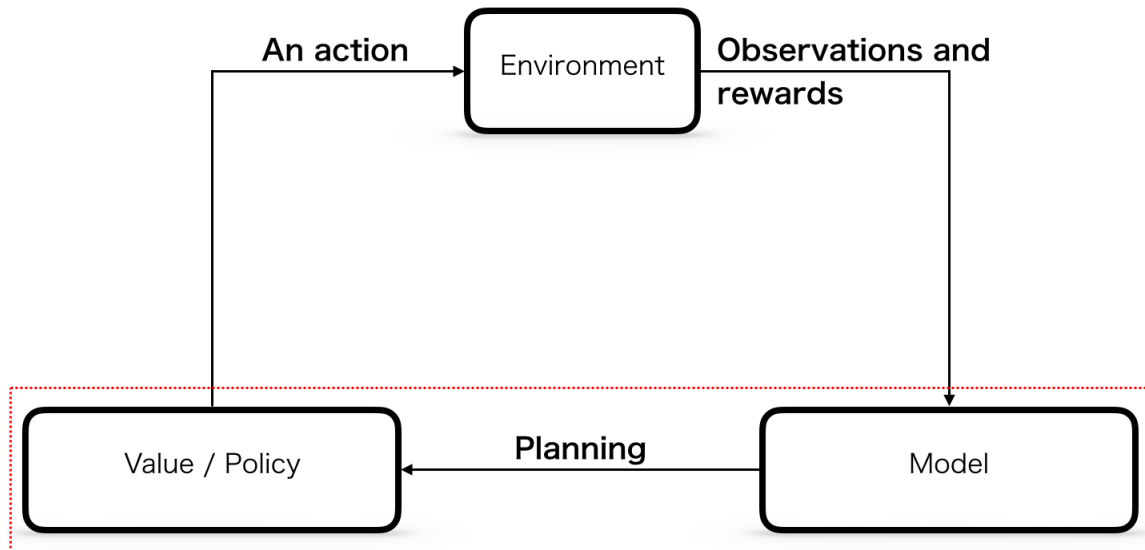 An action
Environment
Observations and
rewards
Value / Policy
Planning
Model